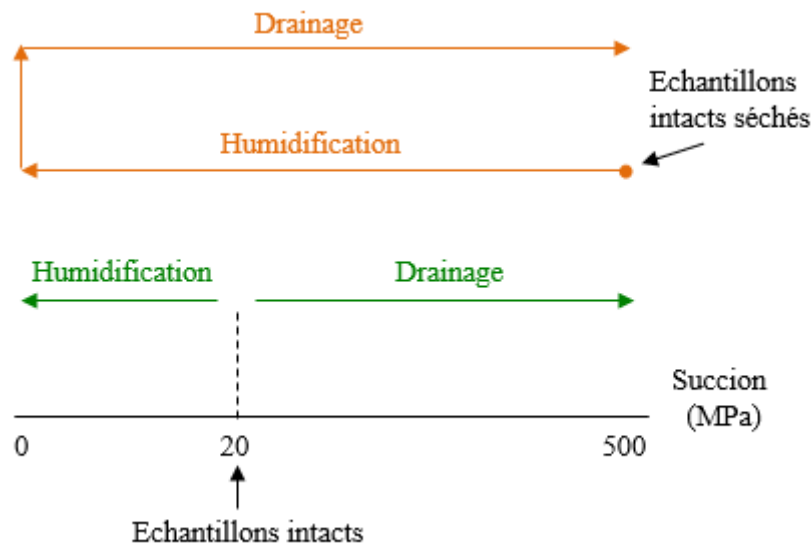 Drainage
Echantillons
intacts séchés
Humidification
Humidification
Drainage
Succion
(MPa)
0
20
500
Echantillons intacts